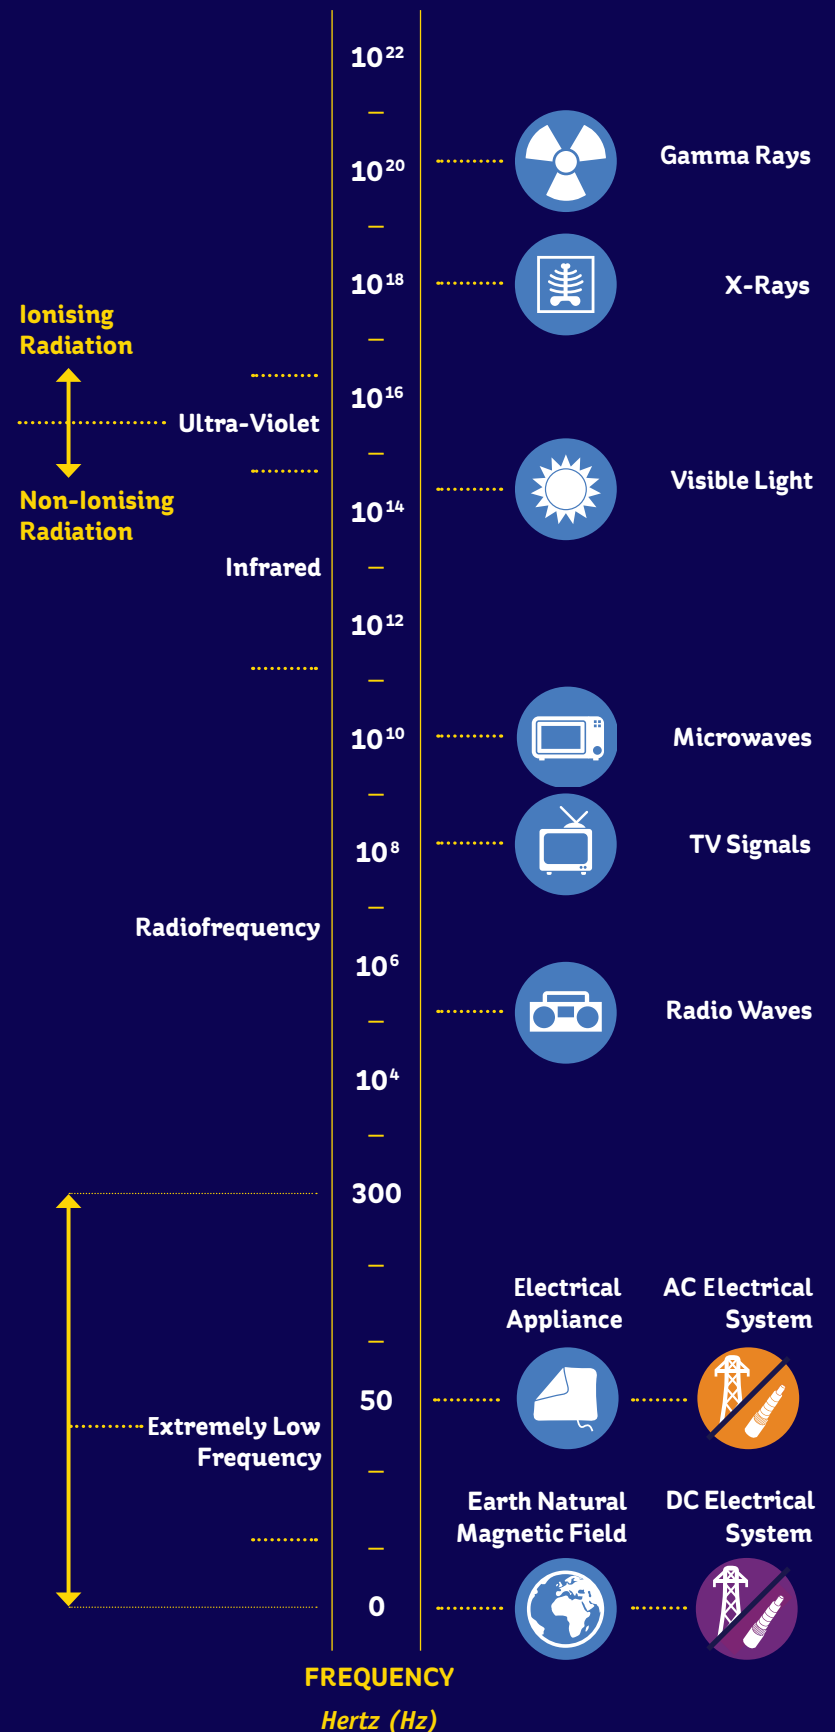 10²²
Gamma Rays
10²⁰
X-Rays
10¹⁸
Ionising
Radiation
10¹⁶
Ultra-Violet
Visible Light
Non-Ionising
Radiation
10¹⁴
Infrared
10¹²
Microwaves
10¹⁰
TV Signals
10⁸
Radiofrequency
10⁶
Radio Waves
10⁴
300
Electrical
Appliance
AC Electrical
System
50
Extremely Low
Frequency
Earth Natural
Magnetic Field
DC Electrical
System
0
FREQUENCY
Hertz (Hz)